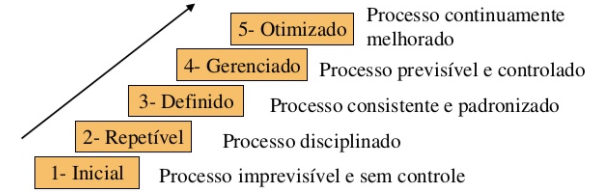 5- Otimizado
Processo continuamente
melhorado
4- Gerenciado
Processo previsível e controlado
3- Definido
Processo consistente e padronizado
2- Repetível
Processo disciplinado
1- Inicial
Processo imprevisível e sem controle